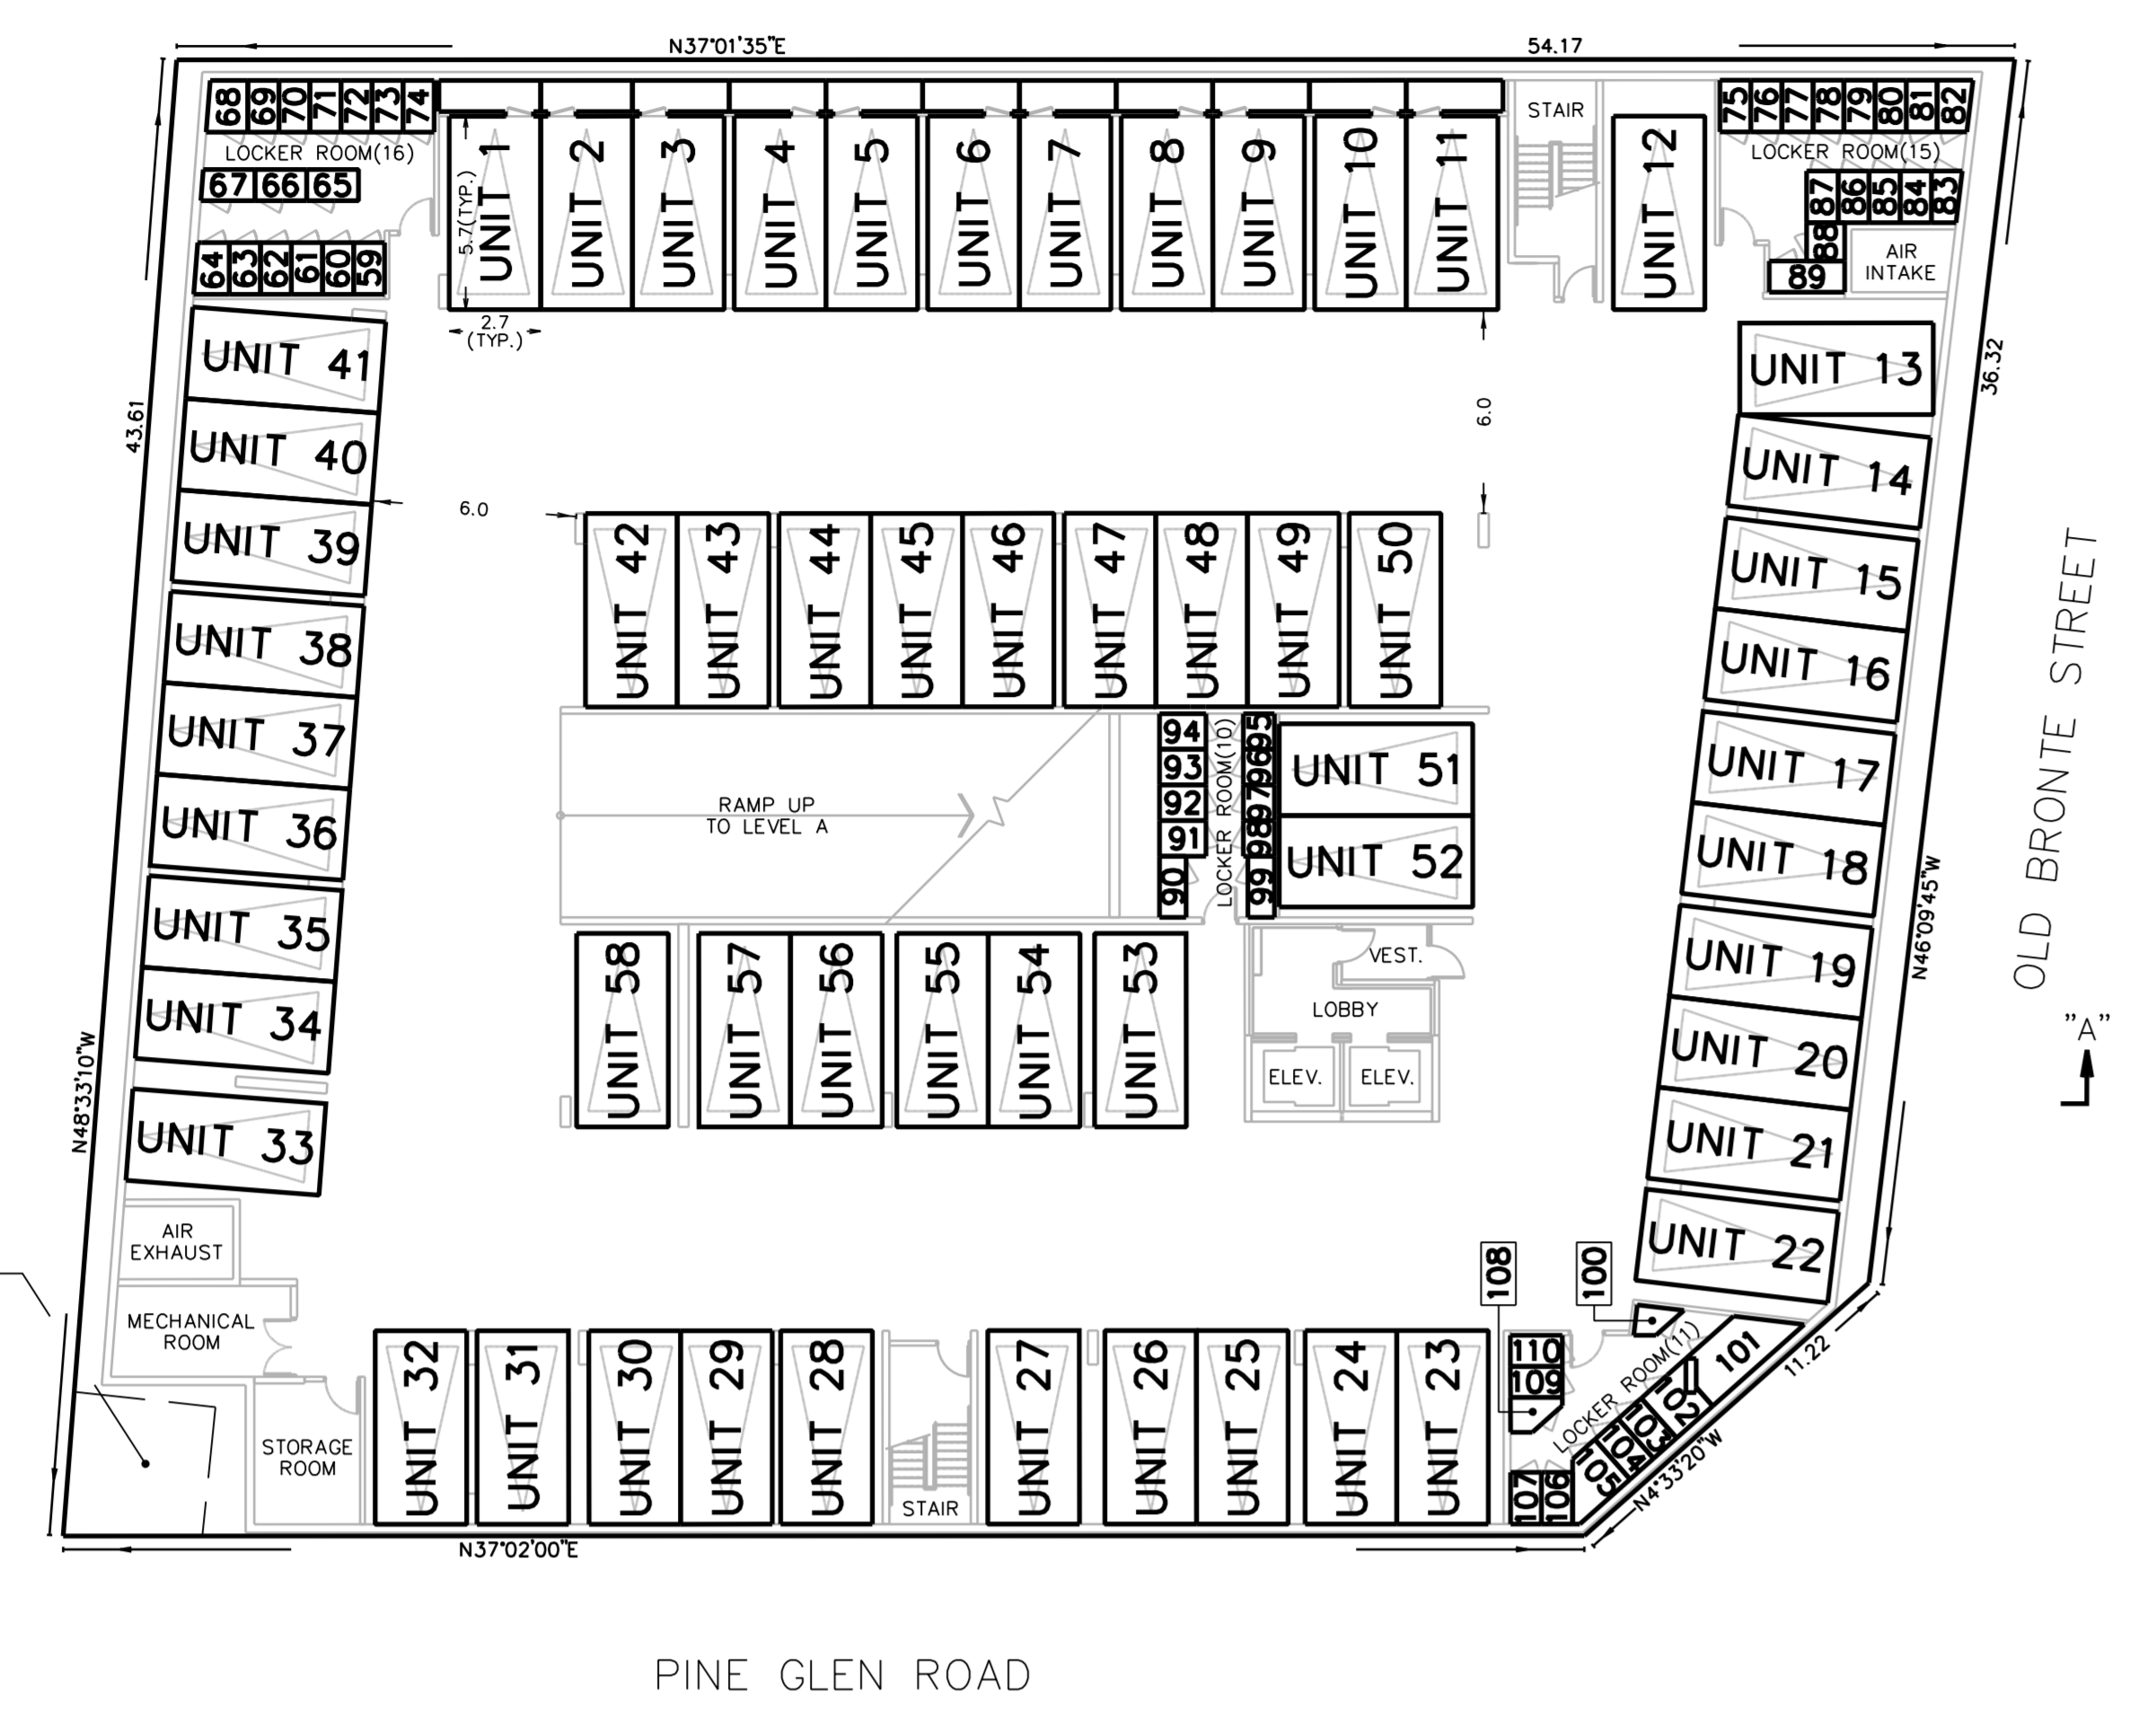 N37°01'35"E
54.17
68
69
70
71
72
73
74
LOCKER ROOM(16)
67
66
65
64
63
62
61
60
59
UNIT 1
UNIT 2
UNIT 3
UNIT 4
UNIT 5
UNIT 6
UNIT 7
UNIT 8
UNIT 9
UNIT 10
UNIT 11
5.7(TYP.)
2.7
(TYP.)
STAIR
UNIT 12
75
76
77
78
79
80
81
82
LOCKER ROOM(15)
87
86
85
84
83
88
89
AIR
INTAKE
UNIT 13
UNIT 14
UNIT 15
UNIT 16
UNIT 17
UNIT 18
UNIT 19
UNIT 20
UNIT 21
UNIT 22
36.32
N46°09'45"W
OLD BRONTE STREET
"A"
43.61
N48°33'10"W
UNIT 41
UNIT 40
UNIT 39
UNIT 38
UNIT 37
UNIT 36
UNIT 35
UNIT 34
UNIT 33
6.0
6.0
UNIT 42
UNIT 43
UNIT 44
UNIT 45
UNIT 46
UNIT 47
UNIT 48
UNIT 49
UNIT 50
RAMP UP
TO LEVEL A
94
93
92
91
90
LOCKER ROOM(10)
95
96
97
98
99
UNIT 51
UNIT 52
UNIT 58
UNIT 57
UNIT 56
UNIT 55
UNIT 54
UNIT 53
VEST.
LOBBY
ELEV.
ELEV.
AIR
EXHAUST
MECHANICAL
ROOM
STORAGE
ROOM
UNIT 32
UNIT 31
UNIT 30
UNIT 29
UNIT 28
STAIR
UNIT 27
UNIT 26
UNIT 25
UNIT 24
UNIT 23
108
100
110
109
LOCKER ROOM(11)
101
102
103
104
105
106
107
11.22
N4°33'20"W
N37°02'00"E
PINE GLEN ROAD